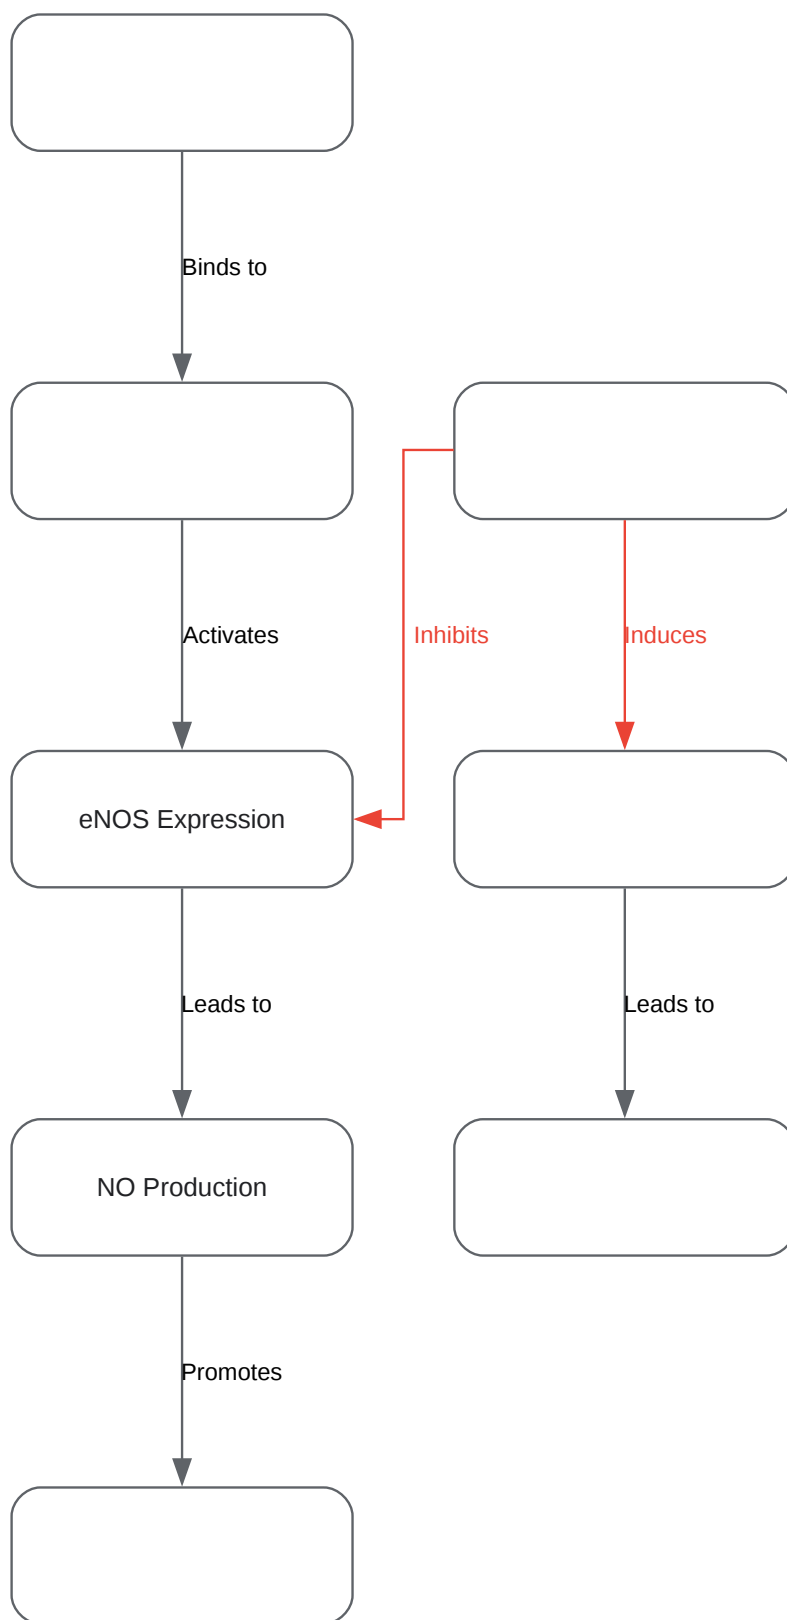 Binds to
Activates
Inhibits
Induces
eNOS Expression
Leads to
Leads to
NO Production
Promotes